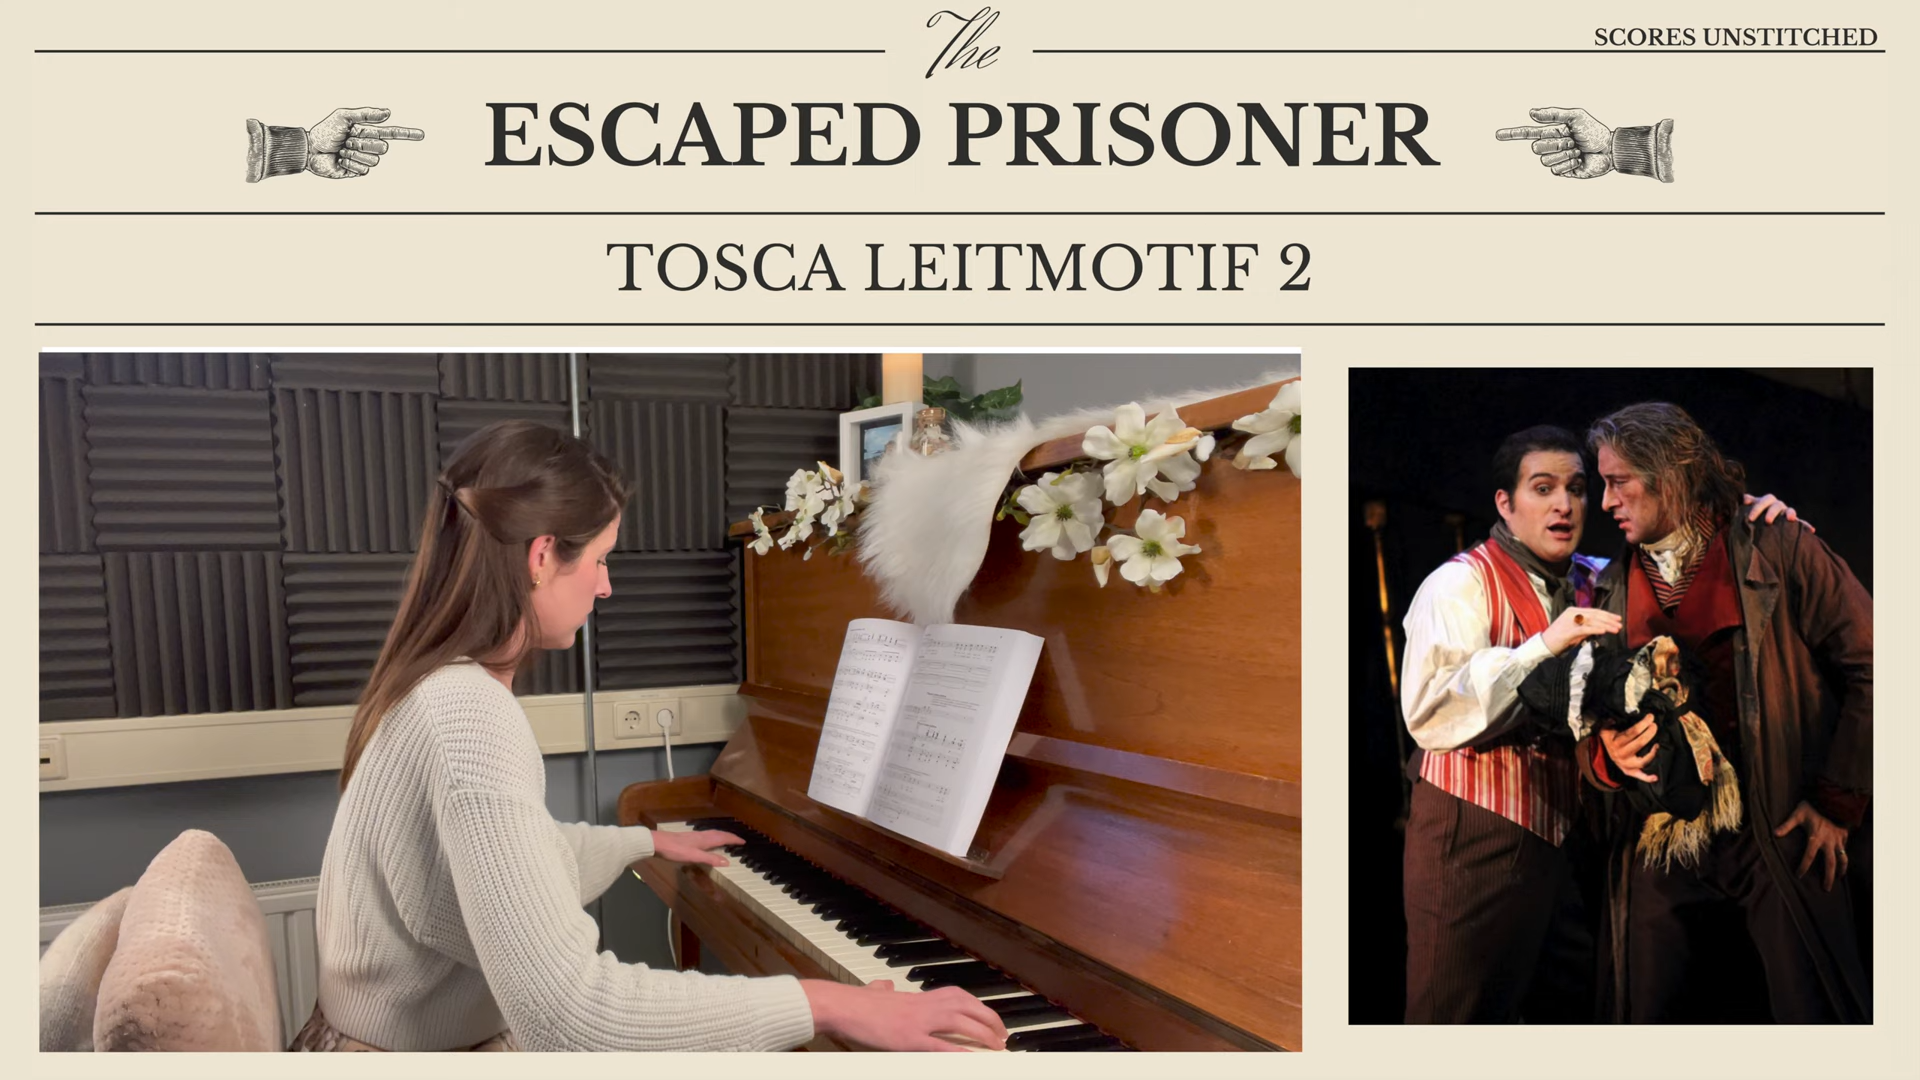 The
SCORES UNSTITCHED
ESCAPED PRISONER
TOSCA LEITMOTIF 2